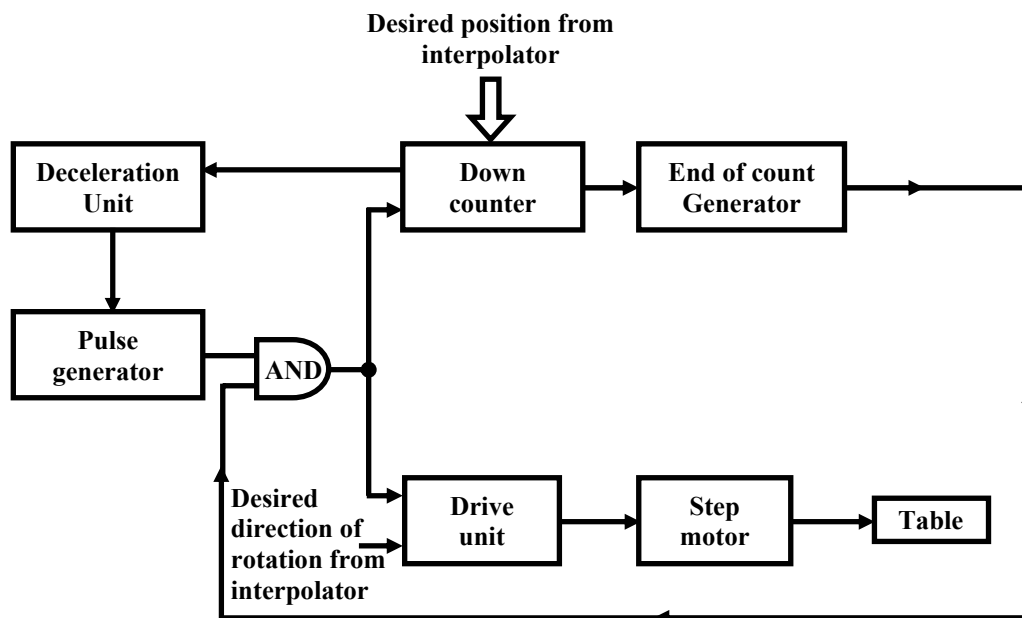 Desired position from
interpolator
Deceleration
Unit
Down
counter
End of count
Generator
Pulse
generator
AND
Desired
direction of
rotation from
interpolator
Drive
unit
Step
motor
Table